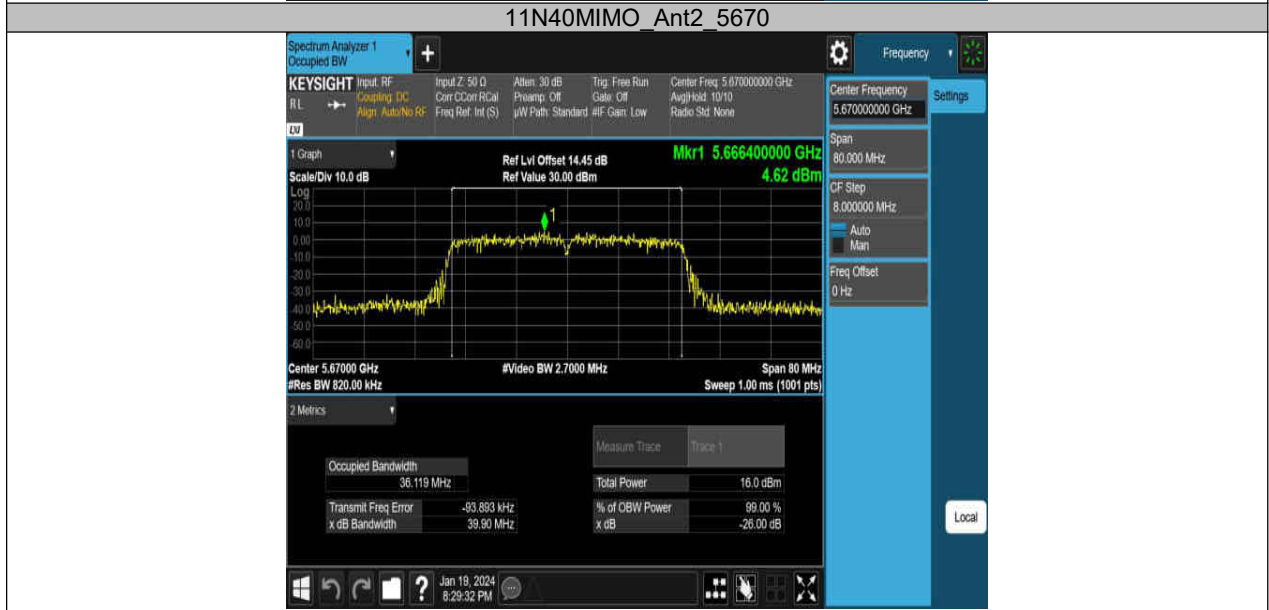 11N40MIMO_Ant2_5670
Spectrum Analyzer 1
Occupied BW
+
Frequency
KEYSIGHT
RL
LXI
Input: RF
Coupling: DC
Align: Auto/No RF
Input Z: 50 Ω
Corr CCorr RCal
Freq Ref: Int (S)
Atten: 30 dB
Preamp: Off
µW Path: Standard
Trig: Free Run
Gate: Off
#IF Gain: Low
Center Freq: 5.670000000 GHz
Avg|Hold: 10/10
Radio Std: None
Center Frequency
5.670000000 GHz
Settings
Span
80.000 MHz
CF Step
8.000000 MHz
Auto
Man
Freq Offset
0 Hz
Local
1 Graph
Scale/Div 10.0 dB
Ref Lvl Offset 14.45 dB
Ref Value 30.00 dBm
Mkr1 5.666400000 GHz
4.62 dBm
Log
20.0
10.0
0.00
-10.0
-20.0
-30.0
-40.0
-50.0
-60.0
1
Center 5.67000 GHz
#Res BW 820.00 kHz
#Video BW 2.7000 MHz
Span 80 MHz
Sweep 1.00 ms (1001 pts)
2 Metrics
Measure Trace Trace 1
Occupied Bandwidth
36.119 MHz
Total Power 16.0 dBm
Transmit Freq Error -93.893 kHz
% of OBW Power 99.00 %
x dB Bandwidth 39.90 MHz
x dB -26.00 dB
?
Jan 19, 2024
8:29:32 PM